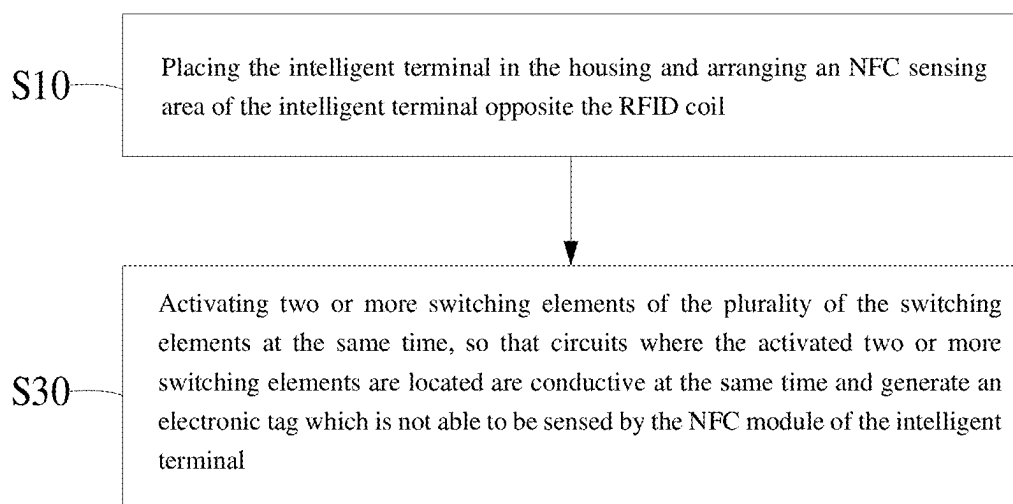 S10
Placing the intelligent terminal in the housing and arranging an NFC sensing
area of the intelligent terminal opposite the RFID coil
S30
Activating two or more switching elements of the plurality of the switching
elements at the same time, so that circuits where the activated two or more
switching elements are located are conductive at the same time and generate an
electronic tag which is not able to be sensed by the NFC module of the intelligent
terminal